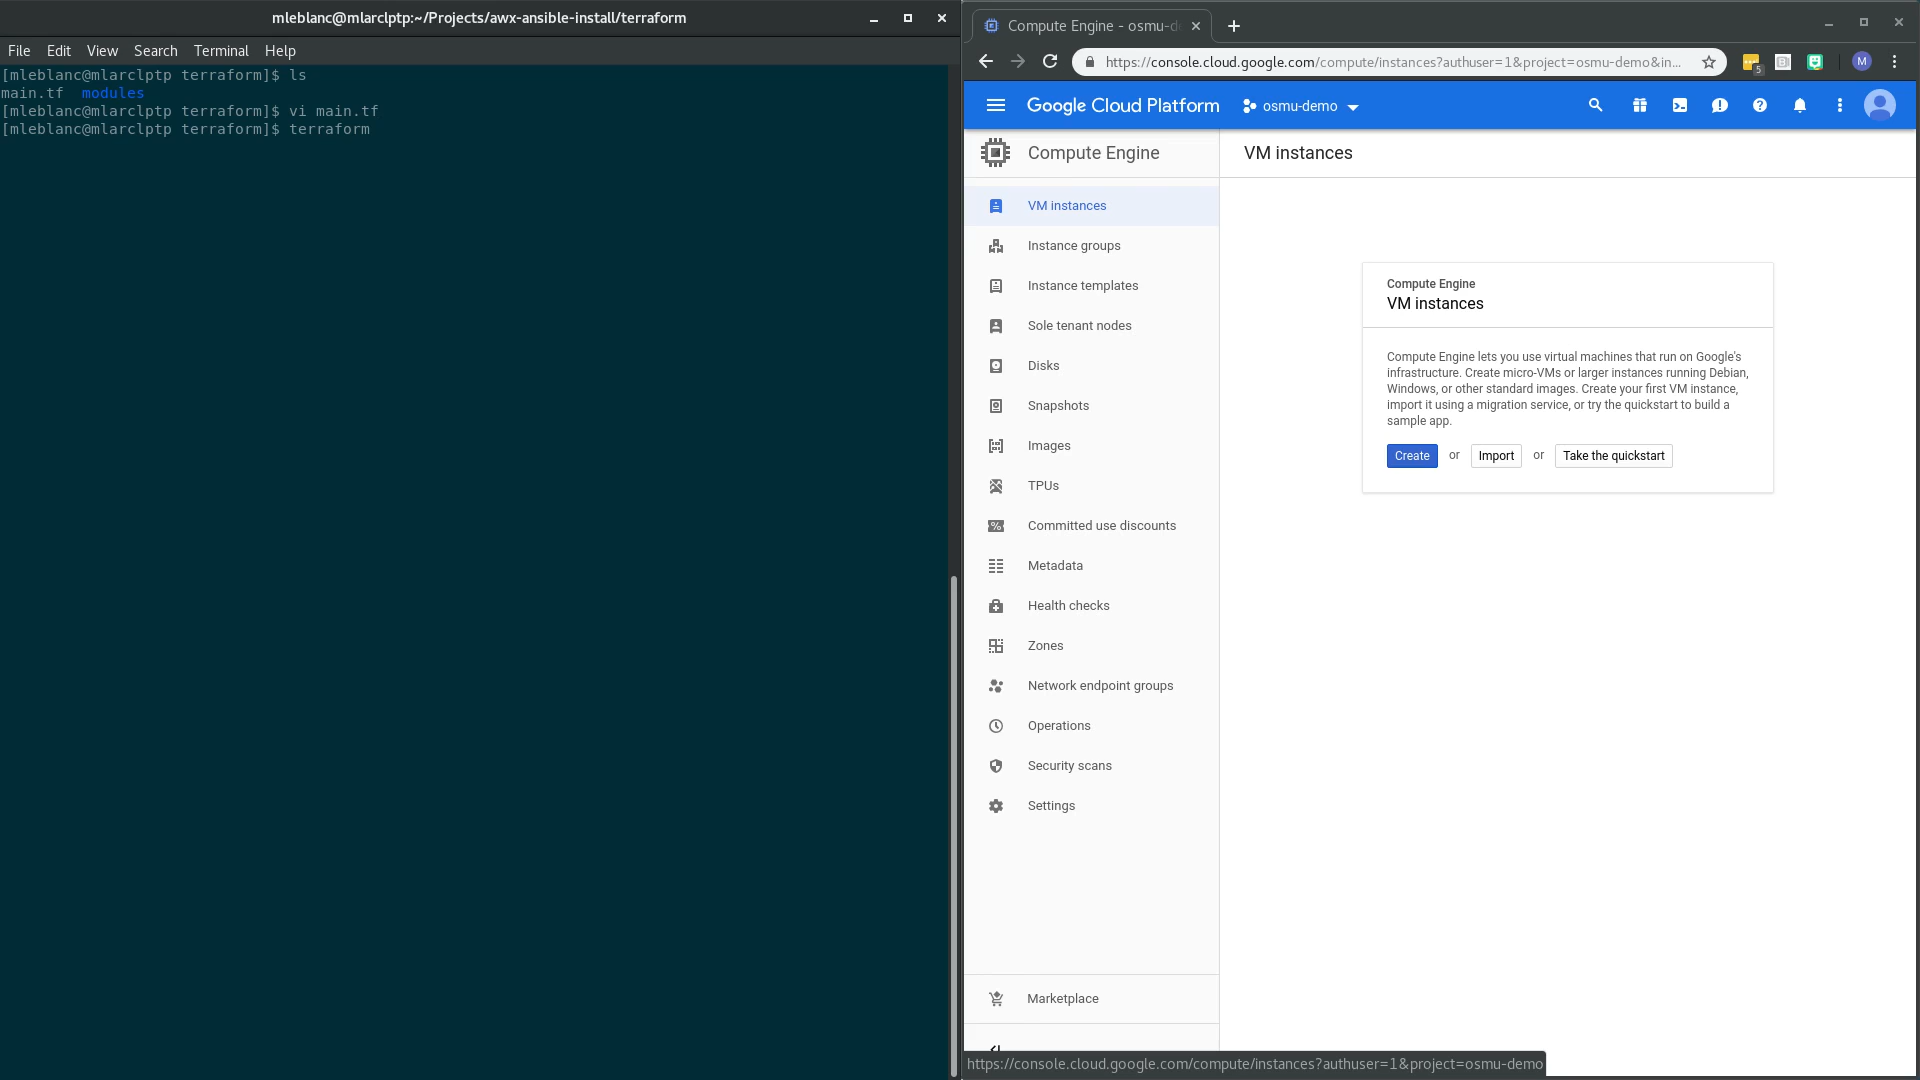 mleblanc@mlarclptp:~/Projects/awx-ansible-install/terraform
File Edit View Search Terminal Help
[mleblanc@mlarclptp terraform]$ ls
main.tf  modules
[mleblanc@mlarclptp terraform]$ vi main.tf
[mleblanc@mlarclptp terraform]$ terraform
Compute Engine - osmu-d
https://console.cloud.google.com/compute/instances?authuser=1&project=osmu-demo&in...
5
M
Google Cloud Platform
osmu-demo
Compute Engine
VM instances
VM instances
Instance groups
Instance templates
Sole tenant nodes
Disks
Snapshots
Images
TPUs
Committed use discounts
Metadata
Health checks
Zones
Network endpoint groups
Operations
Security scans
Settings
Marketplace
Compute Engine
VM instances
Compute Engine lets you use virtual machines that run on Google's
infrastructure. Create micro-VMs or larger instances running Debian,
Windows, or other standard images. Create your first VM instance,
import it using a migration service, or try the quickstart to build a
sample app.
Create or Import or Take the quickstart
https://console.cloud.google.com/compute/instances?authuser=1&project=osmu-demo